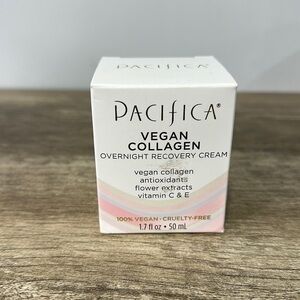 PACIFICA
PACIFICA®
VEGAN
COLLAGEN
OVERNIGHT RECOVERY CREAM
vegan collagen
antioxidants
flower extracts
vitamin C & E
100% VEGAN • CRUELTY-FREE
1.7 fl oz • 50 mL